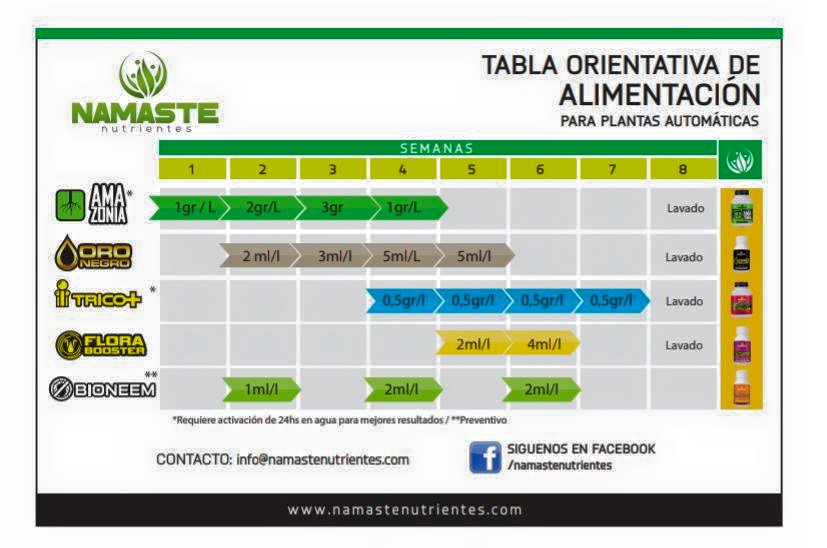 NAMASTE
nutrientes
TABLA ORIENTATIVA DE
ALIMENTACIÓN
PARA PLANTAS AUTOMÁTICAS
SEMANAS
1 2 3 4 5 6 7 8
AMA
ZONIA * 1gr/L 2gr/L 3gr 1gr/L Lavado
ORO
NEGRO 2 ml/l 3ml/l 5ml/L 5ml/l Lavado
TRICO+ * 0,5gr/l 0,5gr/l 0,5gr/l 0,5gr/l Lavado
FLORA
BOOSTER 2ml/l 4ml/l Lavado
BIONEEM ** 1ml/l 2ml/l 2ml/l
*Requiere activación de 24hs en agua para mejores resultados / **Preventivo
CONTACTO: info@namastenutrientes.com
SIGUENOS EN FACEBOOK
/namastenutrientes
www.namastenutrientes.com